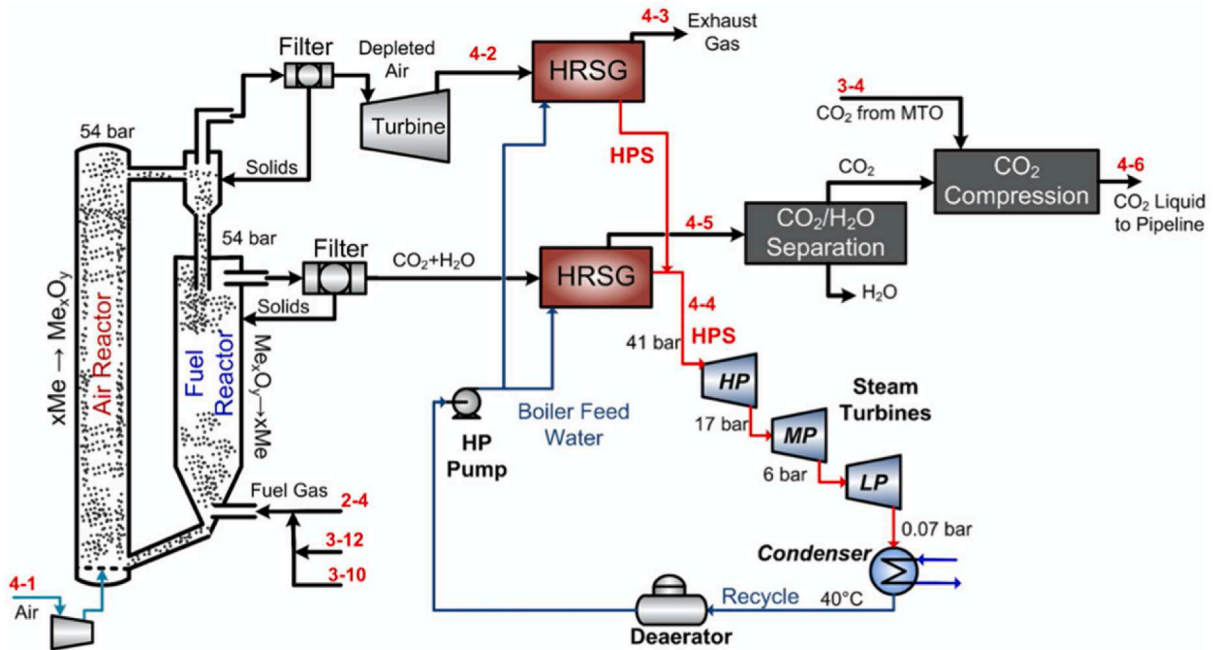 4-3
Exhaust
Gas
Filter
Depleted
Air
4-2
HRSG
3-4
CO₂ from MTO
54 bar
Turbine
Solids
HPS
CO₂
CO₂
Compression
4-6
CO₂ Liquid
to Pipeline
54 bar
Filter
CO₂+H₂O
HRSG
4-5
CO₂/H₂O
Separation
H₂O
Solids
4-4
HPS
41 bar
xMe → MeₓOᵧ
Air Reactor
Fuel
Reactor
MeₓOᵧ→xMe
HP
Steam
Turbines
Boiler Feed
Water
HP
Pump
17 bar
MP
6 bar
LP
Fuel Gas
2-4
3-12
3-10
0.07 bar
Condenser
4-1
Air
Recycle
40°C
Deaerator